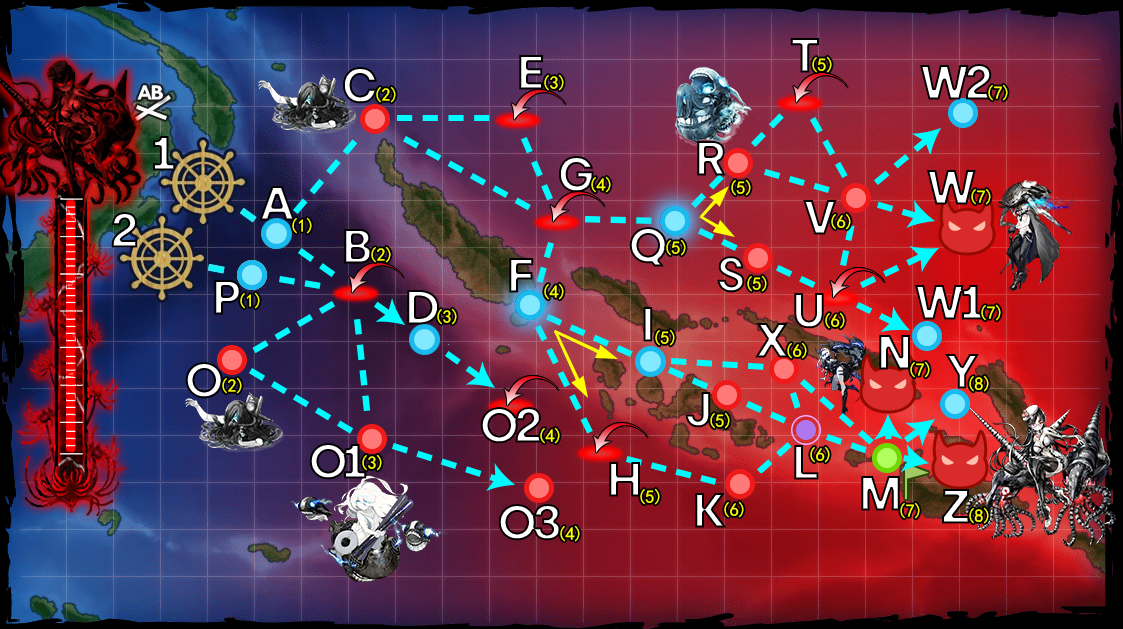 T(5)
E(3)
W2(7)
C(2)
AB
1
R
(5)
G(4)
W(7)
A
(1)
V(6)
2
B
(2)
Q(5)
S
(5)
F
(4)
P(1)
D
(3)
U
(6)
W1(7)
I
(5)
X
(6)
N
(7)
O
(2)
J
(5)
Y
(8)
O2(4)
L
(6)
O1(3)
H
(5)
M
(7)
K
(6)
Z(8)
O3(4)